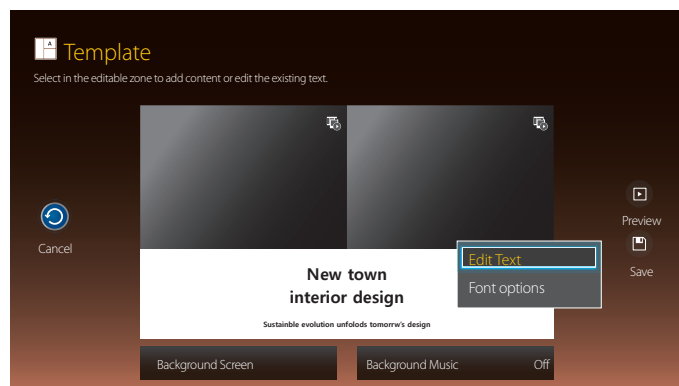 A
Template
Select in the editable zone to add content or edit the existing text.
Cancel
Preview
Save
Edit Text
Font options
New town
interior design
Sustainble evolution unfolods tomorrw's design
Background Screen
Background Music Off